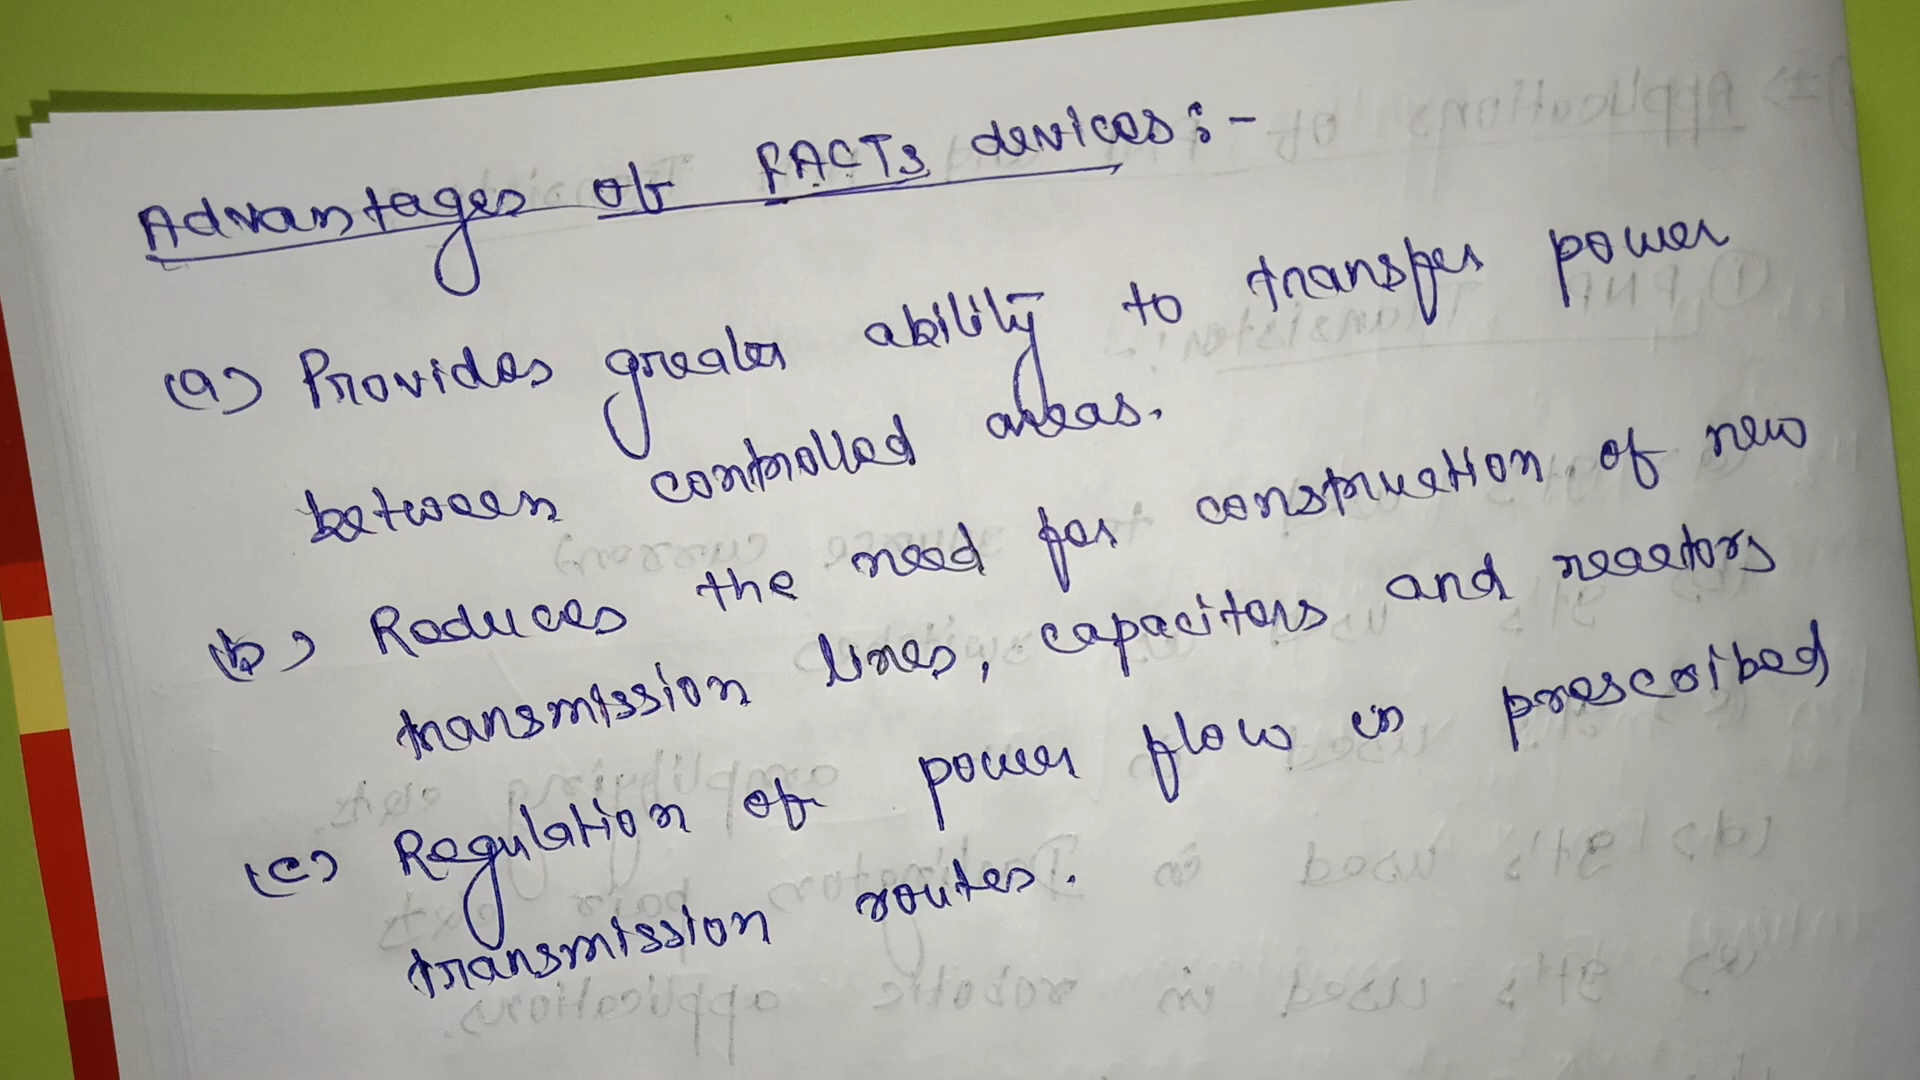 Advantages of FACTs devices:-
(a) Provides greater ability to transfer power
between controlled areas.
(b) Reduces the need for construction of new
transmission lines, capacitors and reactors
(c) Regulation of power flow in prescribed
transmission routes.